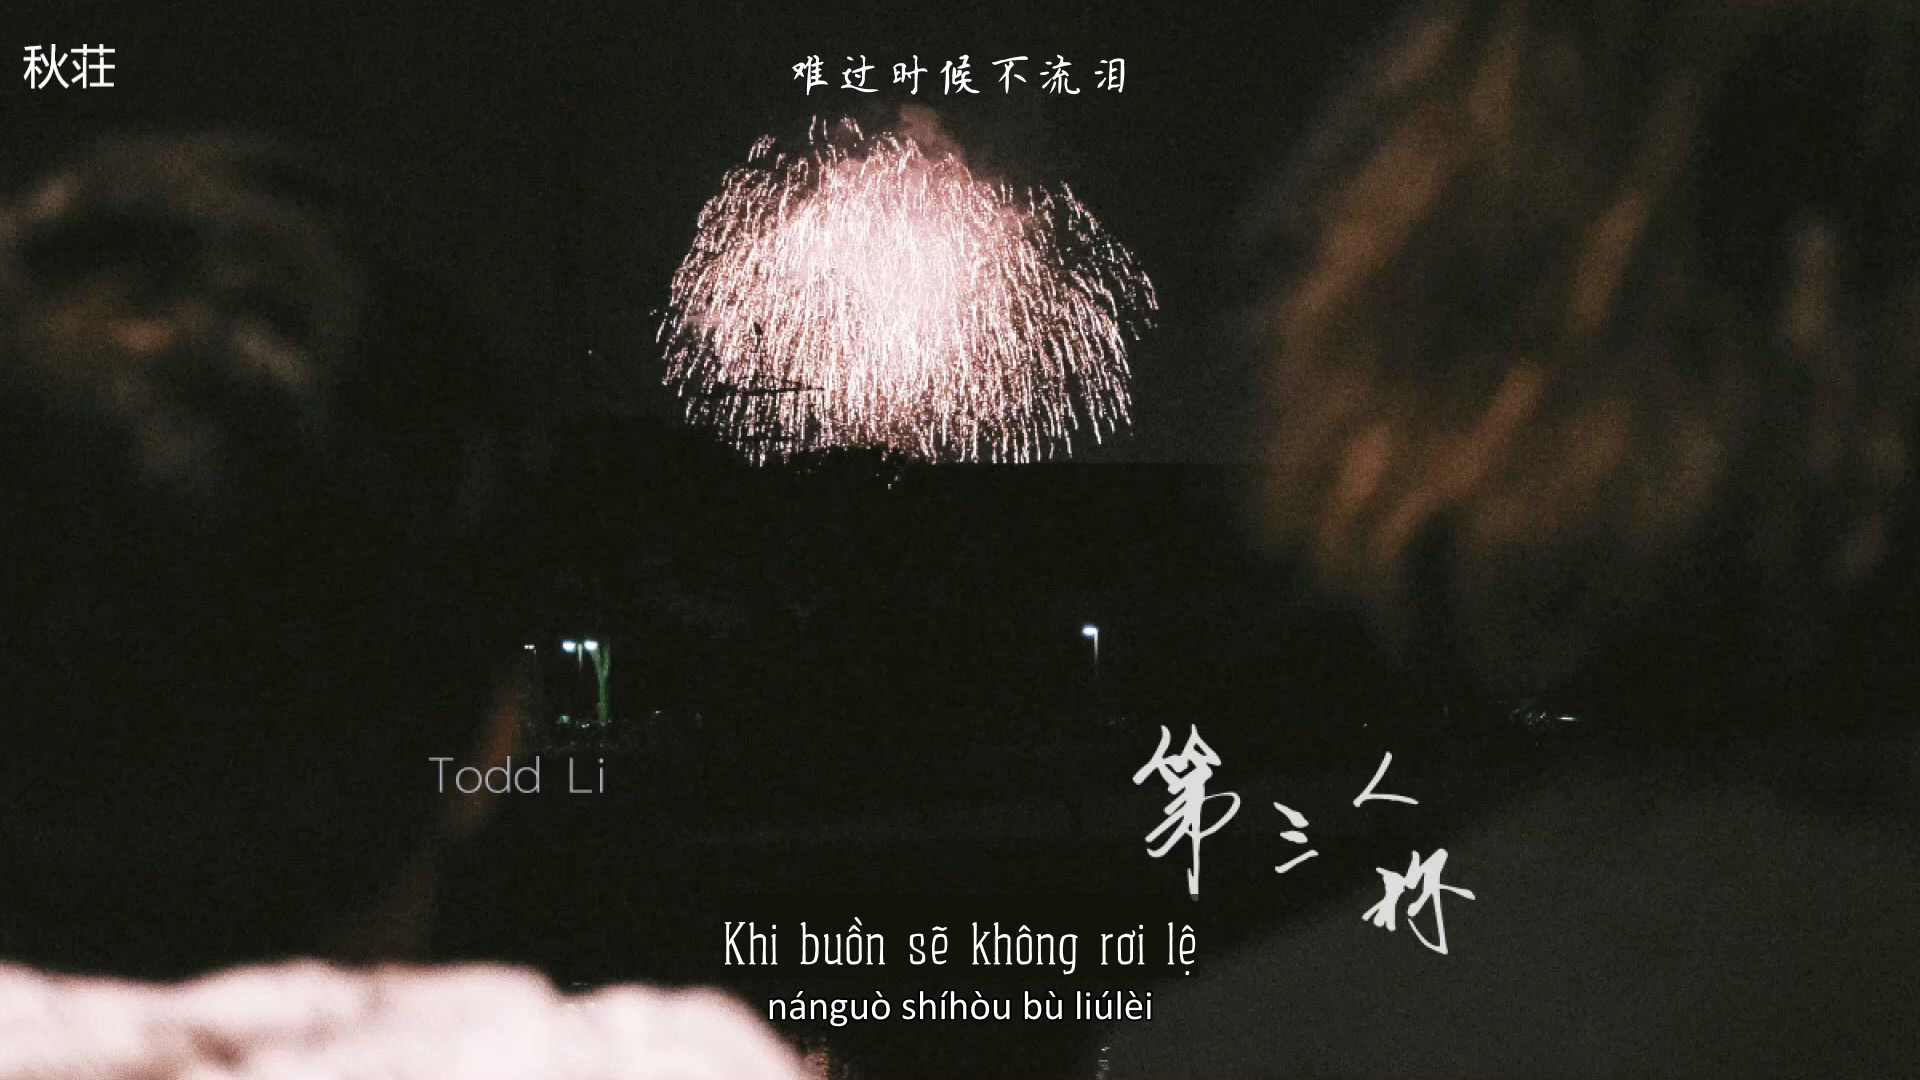 秋荘
难过时候不流泪
Todd Li
第三人称
Khi buồn sẽ không rơi lệ
nánguò shíhòu bù liúlèi